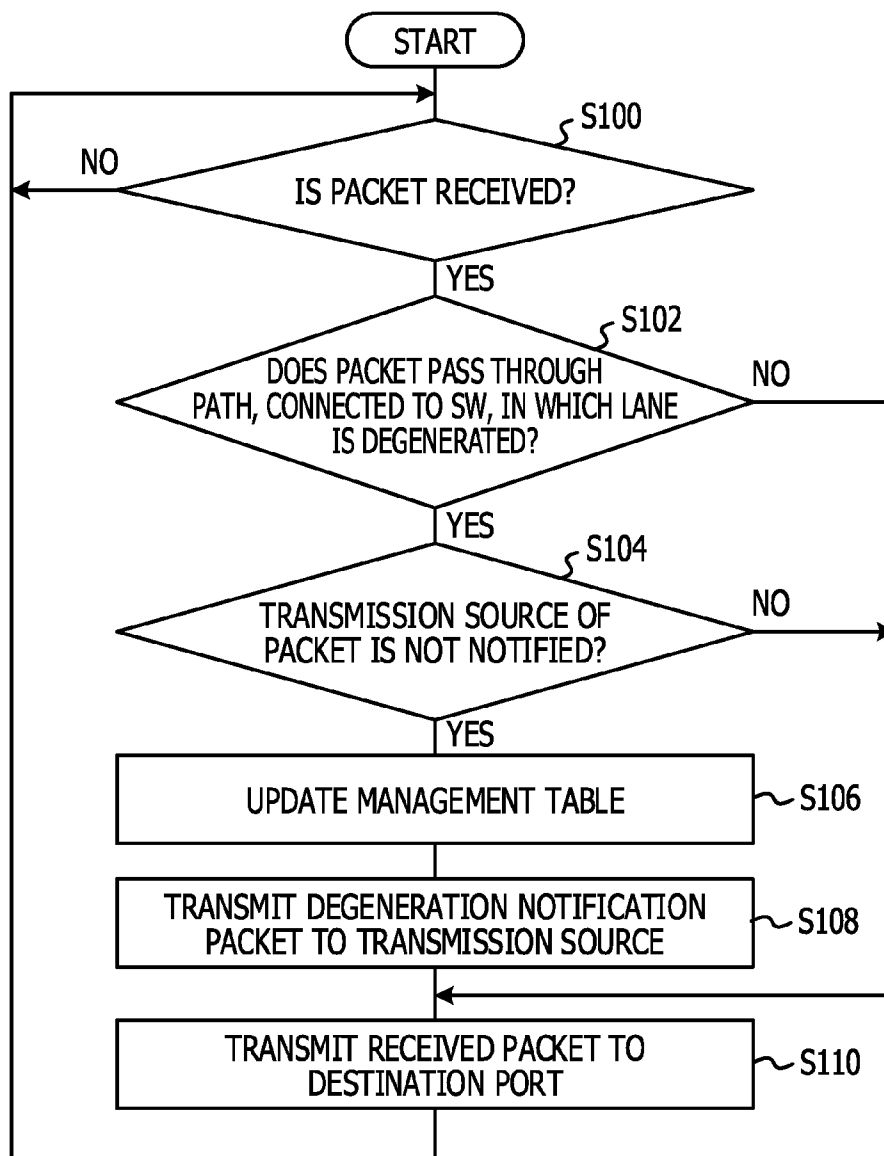 START
S100
NO
IS PACKET RECEIVED?
YES
S102
DOES PACKET PASS THROUGH
PATH, CONNECTED TO SW, IN WHICH LANE
IS DEGENERATED?
NO
YES
S104
TRANSMISSION SOURCE OF
PACKET IS NOT NOTIFIED?
NO
YES
UPDATE MANAGEMENT TABLE
S106
TRANSMIT DEGENERATION NOTIFICATION
PACKET TO TRANSMISSION SOURCE
S108
TRANSMIT RECEIVED PACKET TO
DESTINATION PORT
S110